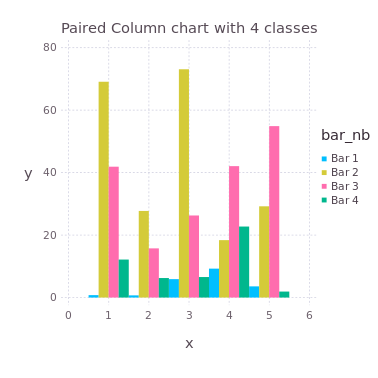 Paired Column chart with 4 classes
80
60
40
20
0
y
0 1 2 3 4 5 6
x
bar_nb
Bar 1
Bar 2
Bar 3
Bar 4